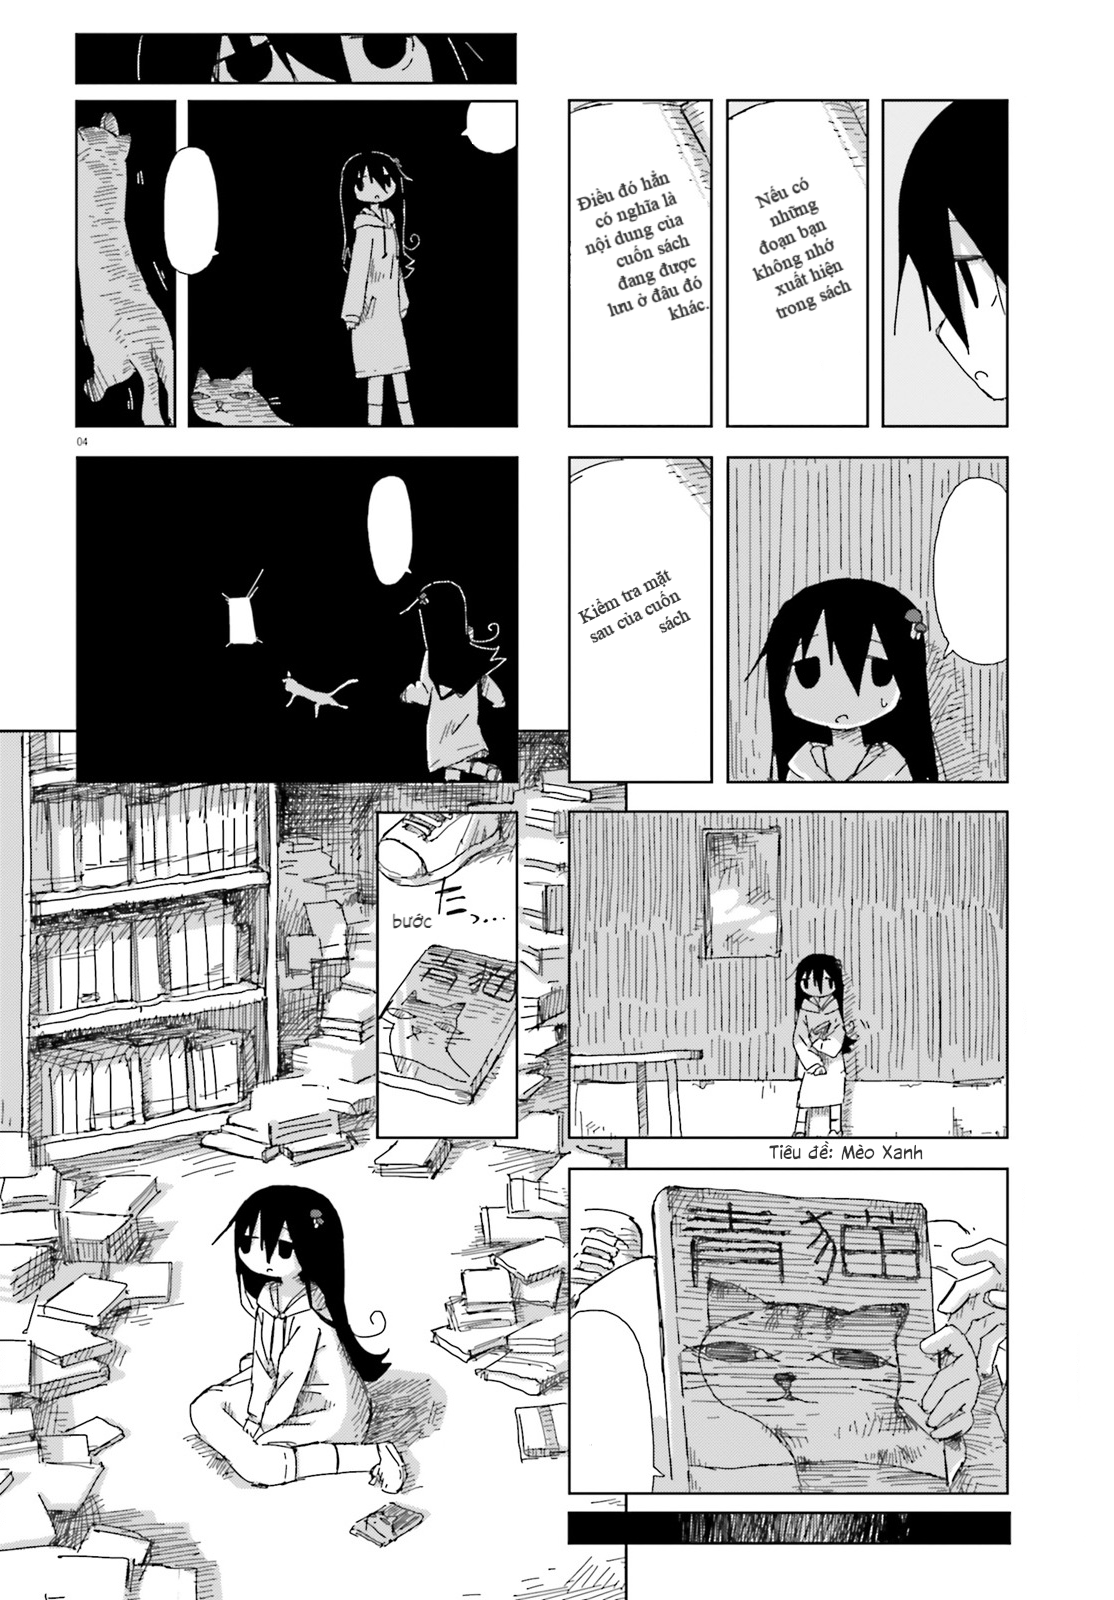 Nếu có
những
đoạn bạn
không nhớ
xuất hiện
trong sách
Điều đó hẳn
có nghĩa là
nội dung của
cuốn sách
đang được
lưu ở đâu đó
khác.
Kiểm tra mặt
sau của cuốn
sách
Tiêu đề: Mèo Xanh
青猫
04
bước
た
っ...
青猫